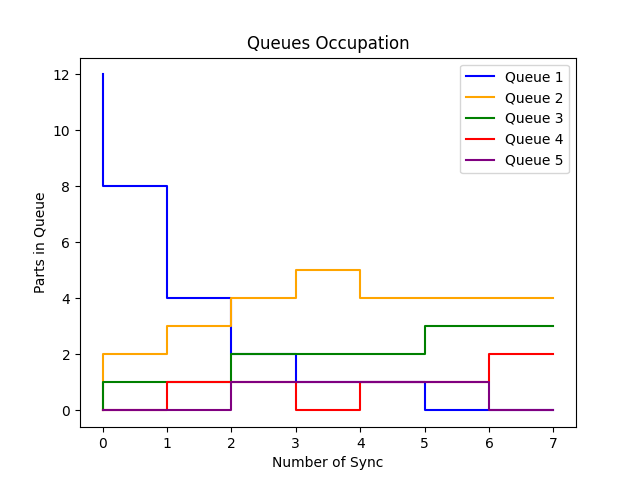 Queues Occupation
Queue 1
Queue 2
Queue 3
Queue 4
Queue 5
Parts in Queue
12
10
8
6
4
2
0
0 1 2 3 4 5 6 7
Number of Sync